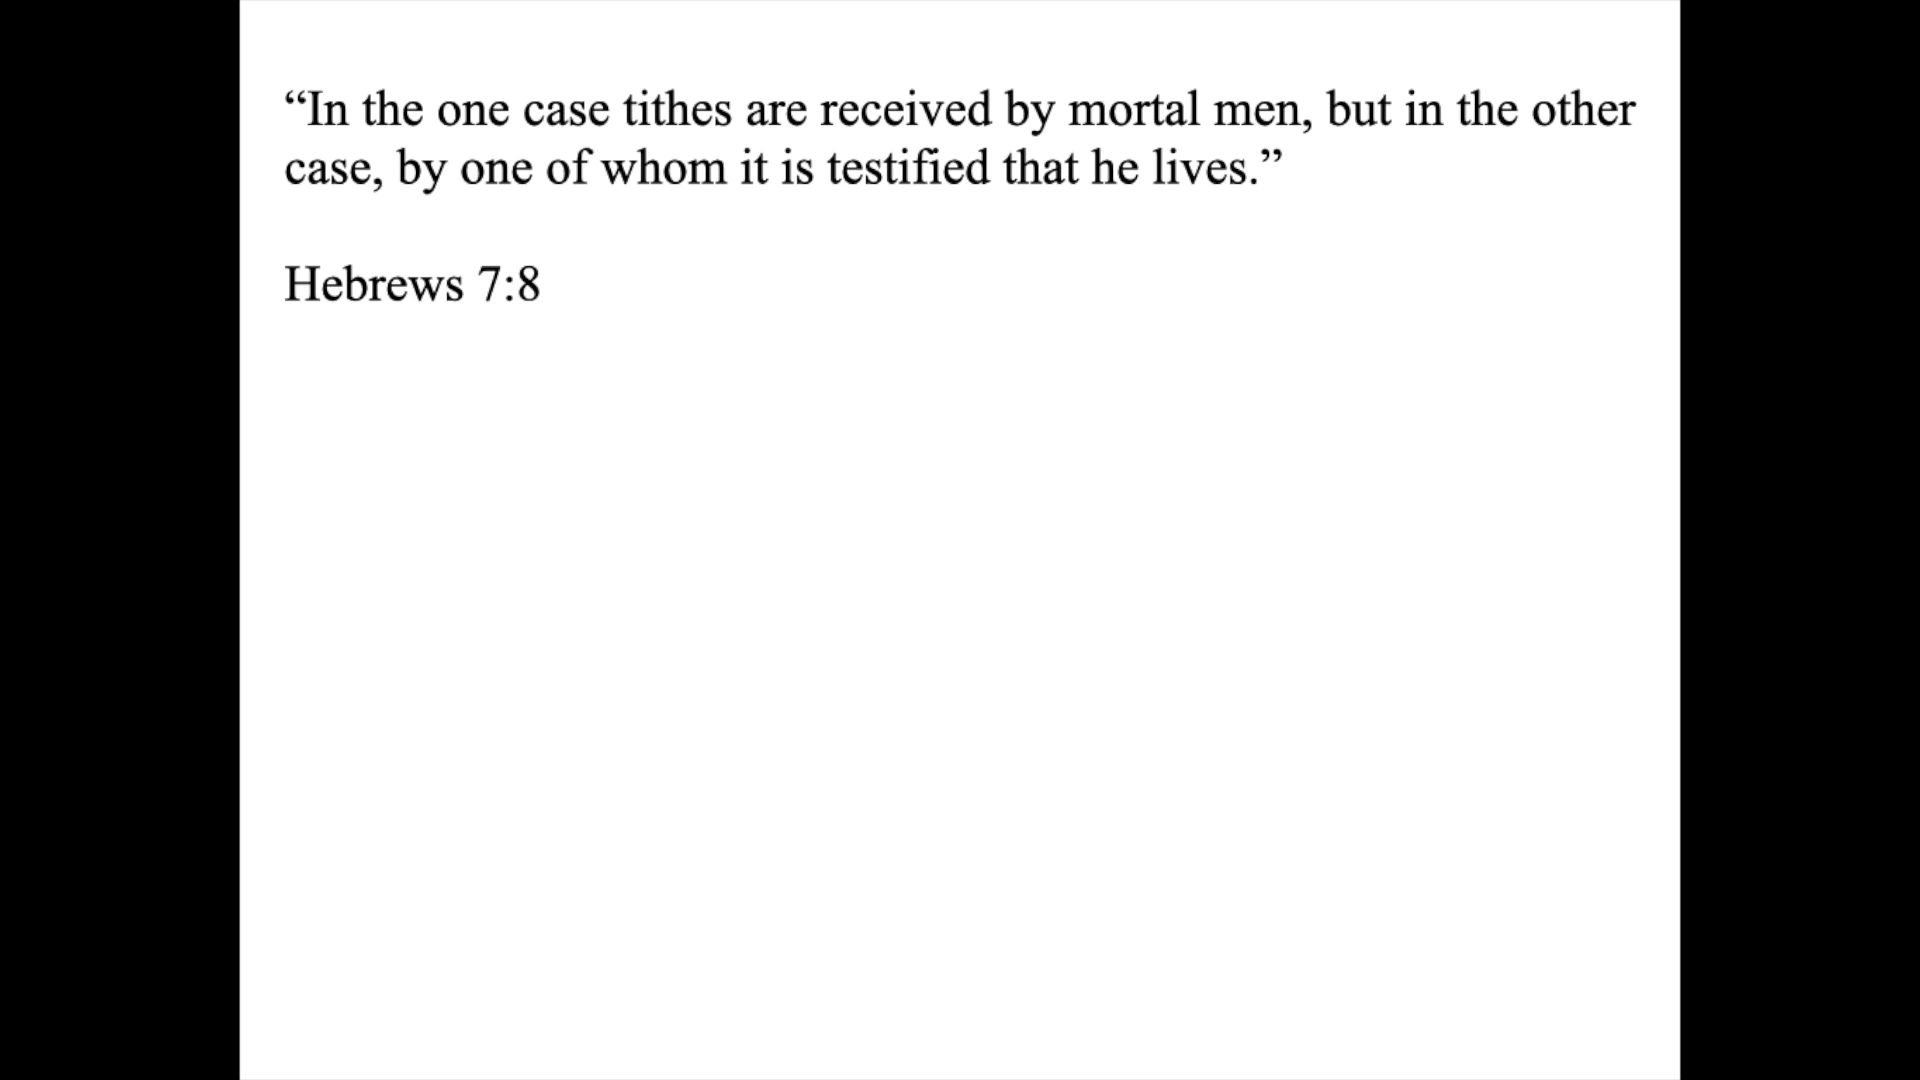 “In the one case tithes are received by mortal men, but in the other
case, by one of whom it is testified that he lives.”
Hebrews 7:8